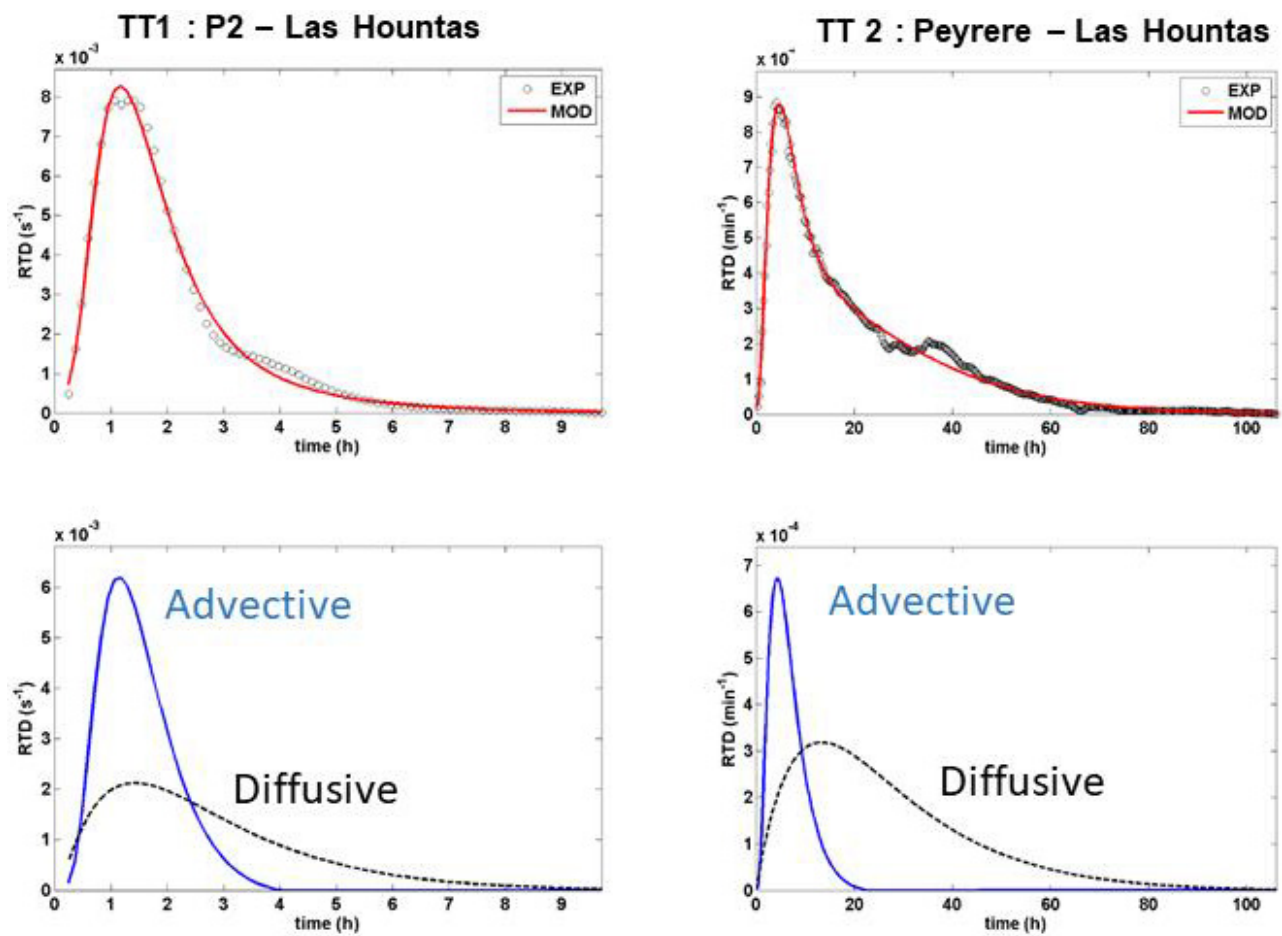 TT1 : P2 – Las Hountas
x 10⁻³
8
7
6
5
4
3
2
1
0
RTD (s⁻¹)
EXP
MOD
0 1 2 3 4 5 6 7 8 9
time (h)
TT 2 : Peyrere – Las Hountas
x 10⁻
9
8
7
6
5
4
3
2
1
0
RTD (min⁻¹)
EXP
MOD
0 20 40 60 80 100
time (h)
x 10⁻³
6
5
4
3
2
1
0
RTD (s⁻¹)
Advective
Diffusive
0 1 2 3 4 5 6 7 8 9
time (h)
x 10⁻⁴
7
6
5
4
3
2
1
0
RTD (min⁻¹)
Advective
Diffusive
0 20 40 60 80 100
time (h)